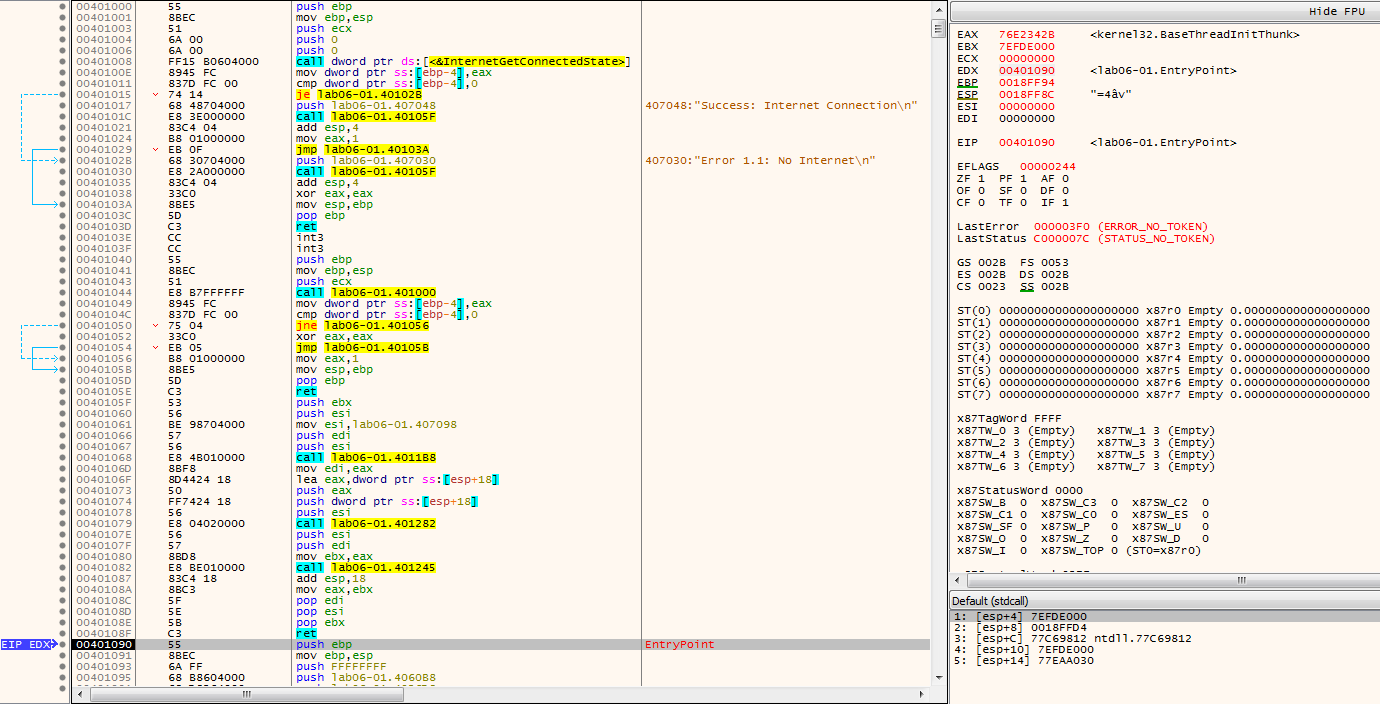 Hide FPU
00401000 55 push ebp
00401001 8BEC mov ebp,esp
00401003 51 push ecx
00401004 6A 00 push 0
00401006 6A 00 push 0
00401008 FF15 B0604000 call dword ptr ds:[<&InternetGetConnectedState>]
0040100E 8945 FC mov dword ptr ss:[ebp-4],eax
00401011 837D FC 00 cmp dword ptr ss:[ebp-4],0
00401015 74 14 je lab06-01.40102B
00401017 68 48704000 push lab06-01.407048 407048:"Success: Internet Connection\n"
0040101C E8 3E000000 call lab06-01.40105F
00401021 83C4 04 add esp,4
00401024 B8 01000000 mov eax,1
00401029 EB 0F jmp lab06-01.40103A
0040102B 68 30704000 push lab06-01.407030 407030:"Error 1.1: No Internet\n"
00401030 E8 2A000000 call lab06-01.40105F
00401035 83C4 04 add esp,4
00401038 33C0 xor eax,eax
0040103A 8BE5 mov esp,ebp
0040103C 5D pop ebp
0040103D C3 ret
0040103E CC int3
0040103F CC int3
00401040 55 push ebp
00401041 8BEC mov ebp,esp
00401043 51 push ecx
00401044 E8 B7FFFFFF call lab06-01.401000
00401049 8945 FC mov dword ptr ss:[ebp-4],eax
0040104C 837D FC 00 cmp dword ptr ss:[ebp-4],0
00401050 75 04 jne lab06-01.401056
00401052 33C0 xor eax,eax
00401054 EB 05 jmp lab06-01.40105B
00401056 B8 01000000 mov eax,1
0040105B 8BE5 mov esp,ebp
0040105D 5D pop ebp
0040105E C3 ret
0040105F 53 push ebx
00401060 56 push esi
00401061 BE 98704000 mov esi,lab06-01.407098
00401066 57 push edi
00401067 56 push esi
00401068 E8 4B010000 call lab06-01.4011B8
0040106D 8BF8 mov edi,eax
0040106F 8D4424 18 lea eax,dword ptr ss:[esp+18]
00401073 50 push eax
00401074 FF7424 18 push dword ptr ss:[esp+18]
00401078 56 push esi
00401079 E8 04020000 call lab06-01.401282
0040107E 56 push esi
0040107F 57 push edi
00401080 8BD8 mov ebx,eax
00401082 E8 BE010000 call lab06-01.401245
00401087 83C4 18 add esp,18
0040108A 8BC3 mov eax,ebx
0040108C 5F pop edi
0040108D 5E pop esi
0040108E 5B pop ebx
0040108F C3 ret
EIP EDX 00401090 55 push ebp EntryPoint
00401091 8BEC mov ebp,esp
00401093 6A FF push FFFFFFFF
00401095 68 B8604000 push lab06-01.4060B8
EAX 76E2342B <kernel32.BaseThreadInitThunk>
EBX 7EFDE000
ECX 00000000
EDX 00401090 <lab06-01.EntryPoint>
EBP 0018FF94
ESP 0018FF8C "=4âv"
ESI 00000000
EDI 00000000
EIP 00401090 <lab06-01.EntryPoint>
EFLAGS 00000244
ZF 1 PF 1 AF 0
OF 0 SF 0 DF 0
CF 0 TF 0 IF 1
LastError 000003F0 (ERROR_NO_TOKEN)
LastStatus C000007C (STATUS_NO_TOKEN)
GS 002B FS 0053
ES 002B DS 002B
CS 0023 SS 002B
ST(0) 00000000000000000000 x87r0 Empty 0.000000000000000000
ST(1) 00000000000000000000 x87r1 Empty 0.000000000000000000
ST(2) 00000000000000000000 x87r2 Empty 0.000000000000000000
ST(3) 00000000000000000000 x87r3 Empty 0.000000000000000000
ST(4) 00000000000000000000 x87r4 Empty 0.000000000000000000
ST(5) 00000000000000000000 x87r5 Empty 0.000000000000000000
ST(6) 00000000000000000000 x87r6 Empty 0.000000000000000000
ST(7) 00000000000000000000 x87r7 Empty 0.000000000000000000
x87TagWord FFFF
x87TW_0 3 (Empty) x87TW_1 3 (Empty)
x87TW_2 3 (Empty) x87TW_3 3 (Empty)
x87TW_4 3 (Empty) x87TW_5 3 (Empty)
x87TW_6 3 (Empty) x87TW_7 3 (Empty)
x87StatusWord 0000
x87SW_B 0 x87SW_C3 0 x87SW_C2 0
x87SW_C1 0 x87SW_C0 0 x87SW_ES 0
x87SW_SF 0 x87SW_P 0 x87SW_U 0
x87SW_O 0 x87SW_Z 0 x87SW_D 0
x87SW_I 0 x87SW_TOP 0 (ST0=x87r0)
Default (stdcall)
1: [esp+4] 7EFDE000
2: [esp+8] 0018FFD4
3: [esp+C] 77C69812 ntdll.77C69812
4: [esp+10] 7EFDE000
5: [esp+14] 77EAA030